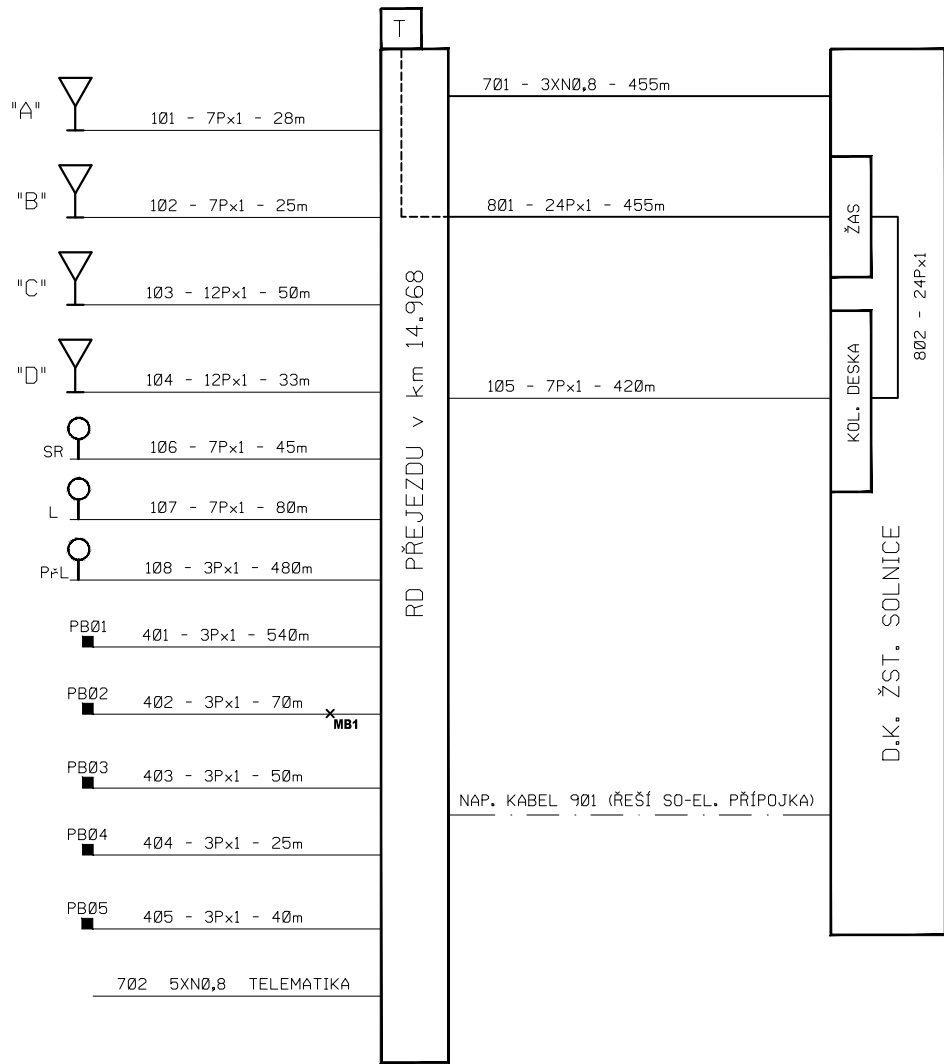 T
"A"
101 - 7Px1 - 28m
"B"
102 - 7Px1 - 25m
"C"
103 - 12Px1 - 50m
"D"
104 - 12Px1 - 33m
SR
106 - 7Px1 - 45m
L
107 - 7Px1 - 80m
PřL
108 - 3Px1 - 480m
PB01
401 - 3Px1 - 540m
PB02
402 - 3Px1 - 70m
MB1
PB03
403 - 3Px1 - 50m
PB04
404 - 3Px1 - 25m
PB05
405 - 3Px1 - 40m
702 5XN0,8 TELEMATIKA
RD PŘEJEZDU v km 14.968
701 - 3XN0,8 - 455m
801 - 24Px1 - 455m
105 - 7Px1 - 420m
NAP. KABEL 901 (ŘEŠÍ SO-EL. PŘÍPOJKA)
ŽAS
KOL. DESKA
802 - 24Px1
D.K. ŽST. SOLNICE